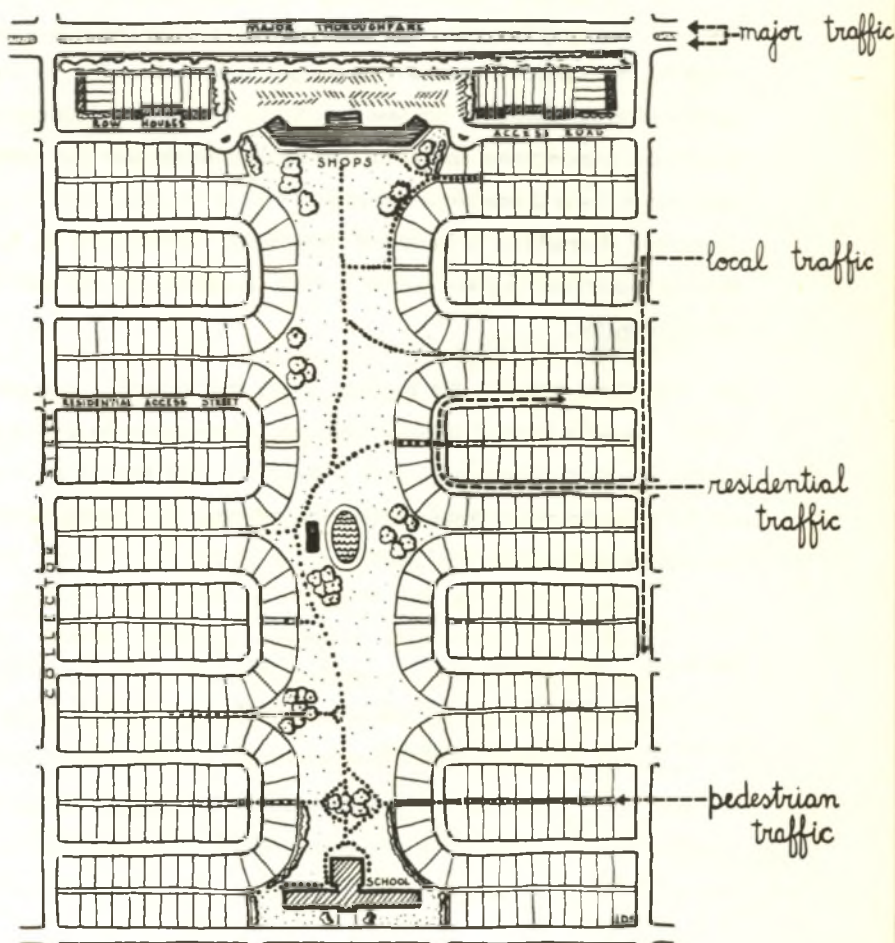 MAJOR THOROUGHFARE
major traffic
ROW HOUSES
ACCESS ROAD
SHOPS
local traffic
RESIDENTIAL ACCESS STREET
COLLECTOR STREET
residential
traffic
pedestrian
traffic
SCHOOL